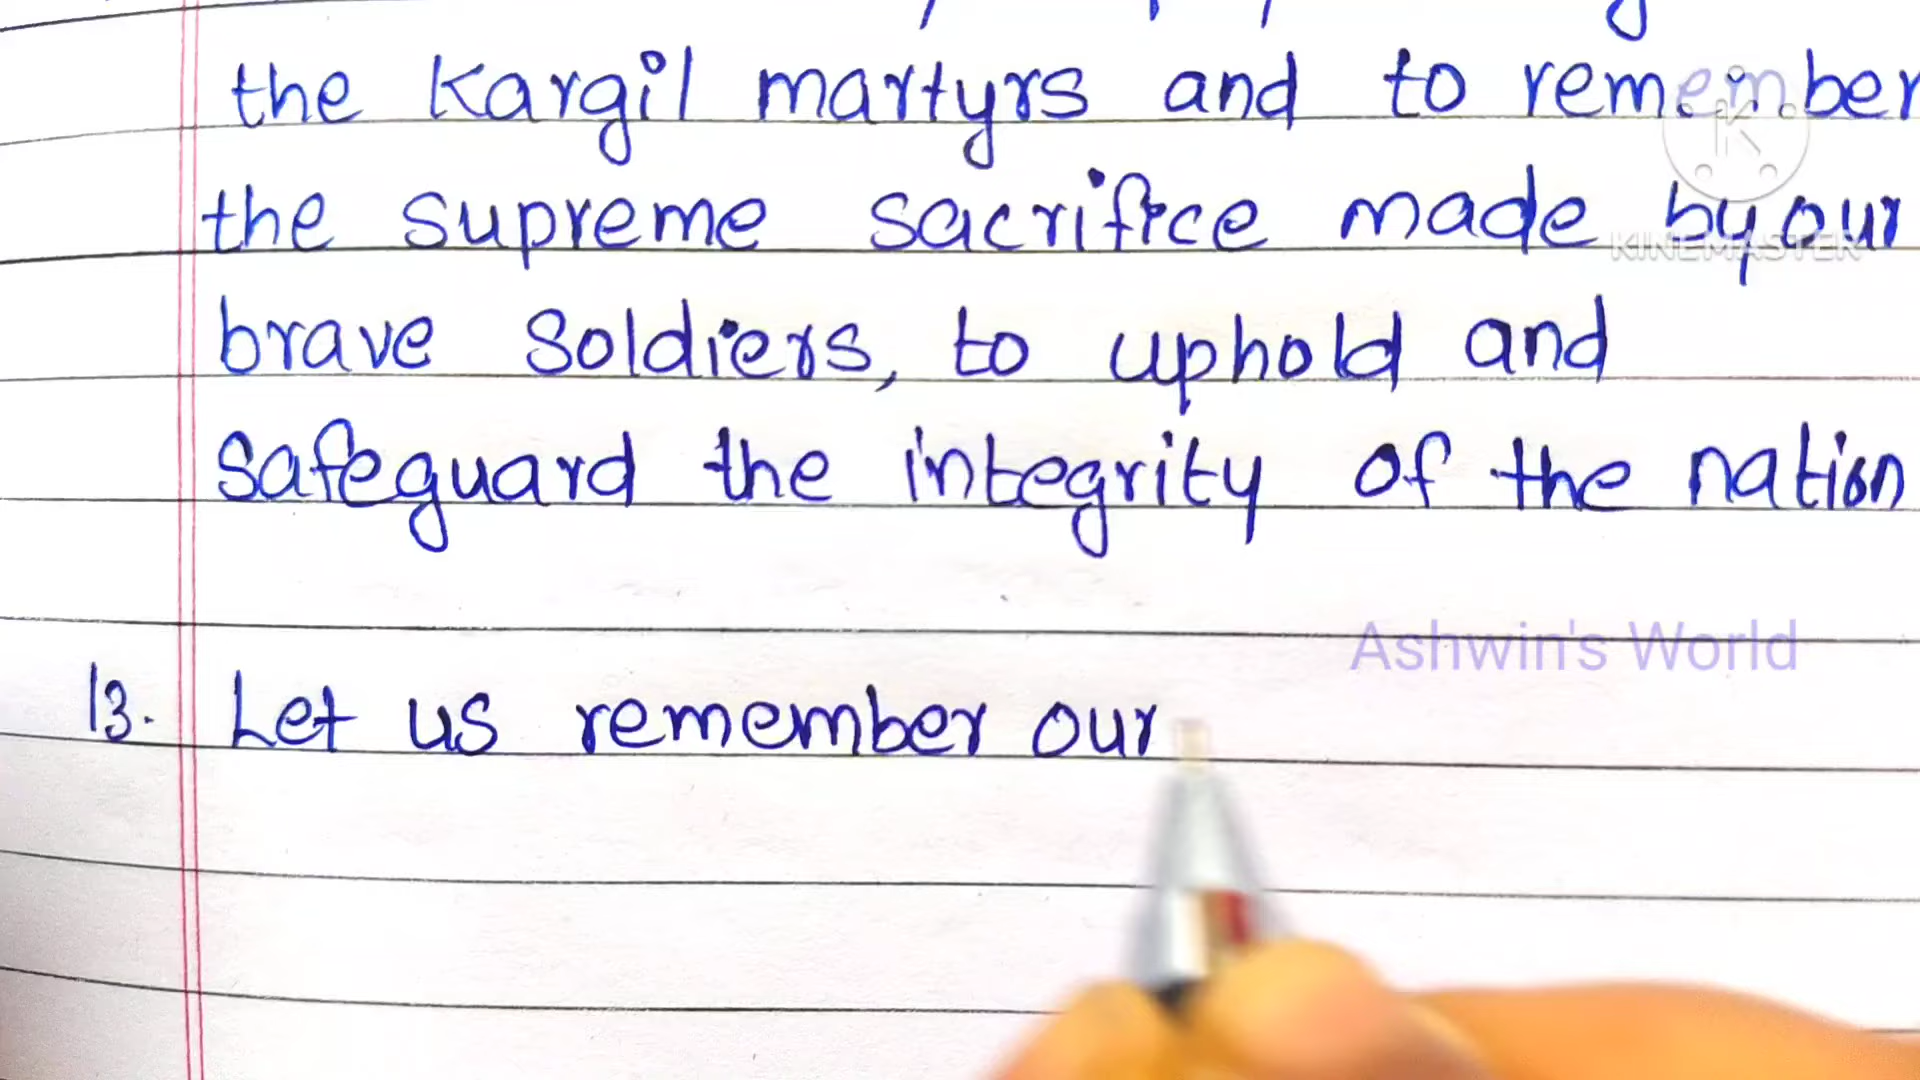 the Kargil martyrs and to remember
the supreme sacrifice made by our
KINEMASTER
brave soldiers, to uphold and
safeguard the integrity of the nation
Ashwin's World
13. Let us remember our